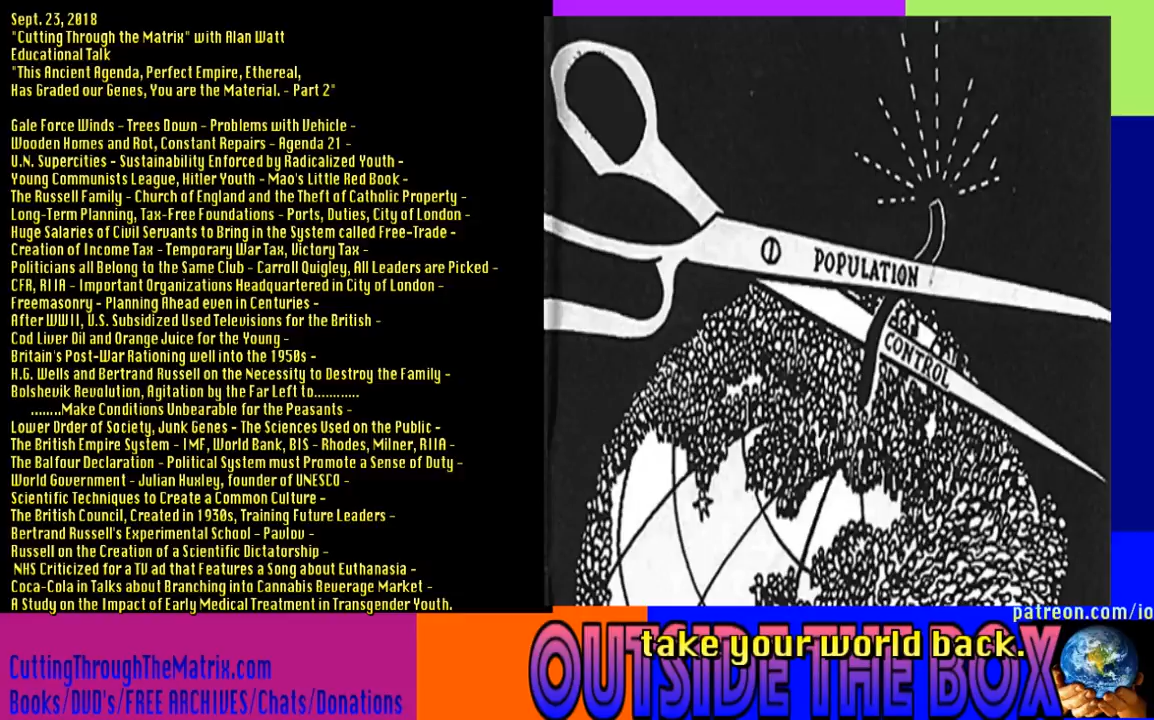 Sept. 23, 2018
"Cutting Through the Matrix" with Alan Watt
Educational Talk
"This Ancient Agenda, Perfect Empire, Ethereal,
Has Graded our Genes, You are the Material. - Part 2"
Gale Force Winds - Trees Down - Problems with Vehicle -
Wooden Homes and Rot, Constant Repairs - Agenda 21 -
U.N. Supercities - Sustainability Enforced by Radicalized Youth -
Young Communists League, Hitler Youth - Mao's Little Red Book -
The Russell Family - Church of England and the Theft of Catholic Property -
Long-Term Planning, Tax-Free Foundations - Ports, Duties, City of London -
Huge Salaries of Civil Servants to Bring in the System called Free-Trade -
Creation of Income Tax - Temporary War Tax, Victory Tax -
Politicians all Belong to the Same Club - Carroll Quigley, All Leaders are Picked -
CFR, RIIA - Important Organizations Headquartered in City of London -
Freemasonry - Planning Ahead even in Centuries -
After WWII, U.S. Subsidized Used Televisions for the British -
Cod Liver Oil and Orange Juice for the Young -
Britain's Post-War Rationing well into the 1950s -
H.G. Wells and Bertrand Russell on the Necessity to Destroy the Family -
Bolshevik Revolution, Agitation by the Far Left to............
........Make Conditions Unbearable for the Peasants -
Lower Order of Society, Junk Genes - The Sciences Used on the Public -
The British Empire System - IMF, World Bank, BIS - Rhodes, Milner, RIIA -
The Balfour Declaration - Political System must Promote a Sense of Duty -
World Government - Julian Huxley, founder of UNESCO -
Scientific Techniques to Create a Common Culture -
The British Council, Created in 1930s, Training Future Leaders -
Bertrand Russell's Experimental School - Pavlov -
Russell on the Creation of a Scientific Dictatorship -
NHS Criticized for a TV ad that Features a Song about Euthanasia -
Coca-Cola in Talks about Branching into Cannabis Beverage Market -
A Study on the Impact of Early Medical Treatment in Transgender Youth.
POPULATION
CONTROL
patreon.com/io
CuttingThroughTheMatrix.com
Books/DVD's/FREE ARCHIVES/Chats/Donations
OUTSIDE THE BOX
take your world back.